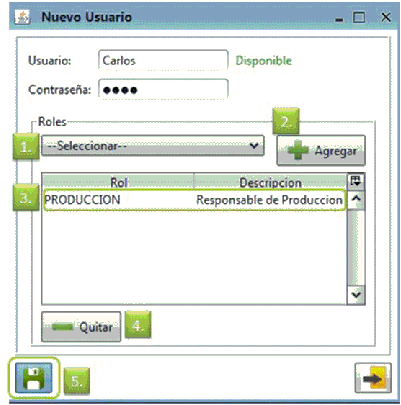 Nuevo Usuario
Usuario: Carlos Disponible
Contraseña: ●●●●
Roles
2.
1. --Seleccionar-- Agregar
Rol Descripcion
3. PRODUCCION Responsable de Produccion
Quitar 4.
5.